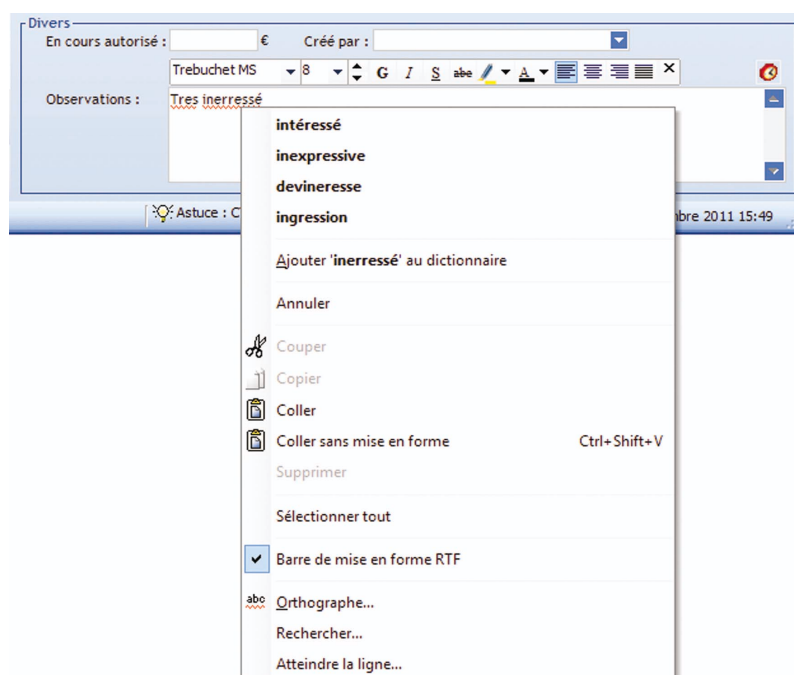 Divers
En cours autorisé : € Créé par :
Trebuchet MS 8 G I S abc A
Observations : Tres inerressé
intéressé
inexpressive
devineresse
ingression
Ajouter 'inerressé' au dictionnaire
Astuce : C bre 2011 15:49
Annuler
Couper
Copier
Coller
Coller sans mise en forme Ctrl+Shift+V
Supprimer
Sélectionner tout
Barre de mise en forme RTF
abc Orthographe...
Rechercher...
Atteindre la ligne...